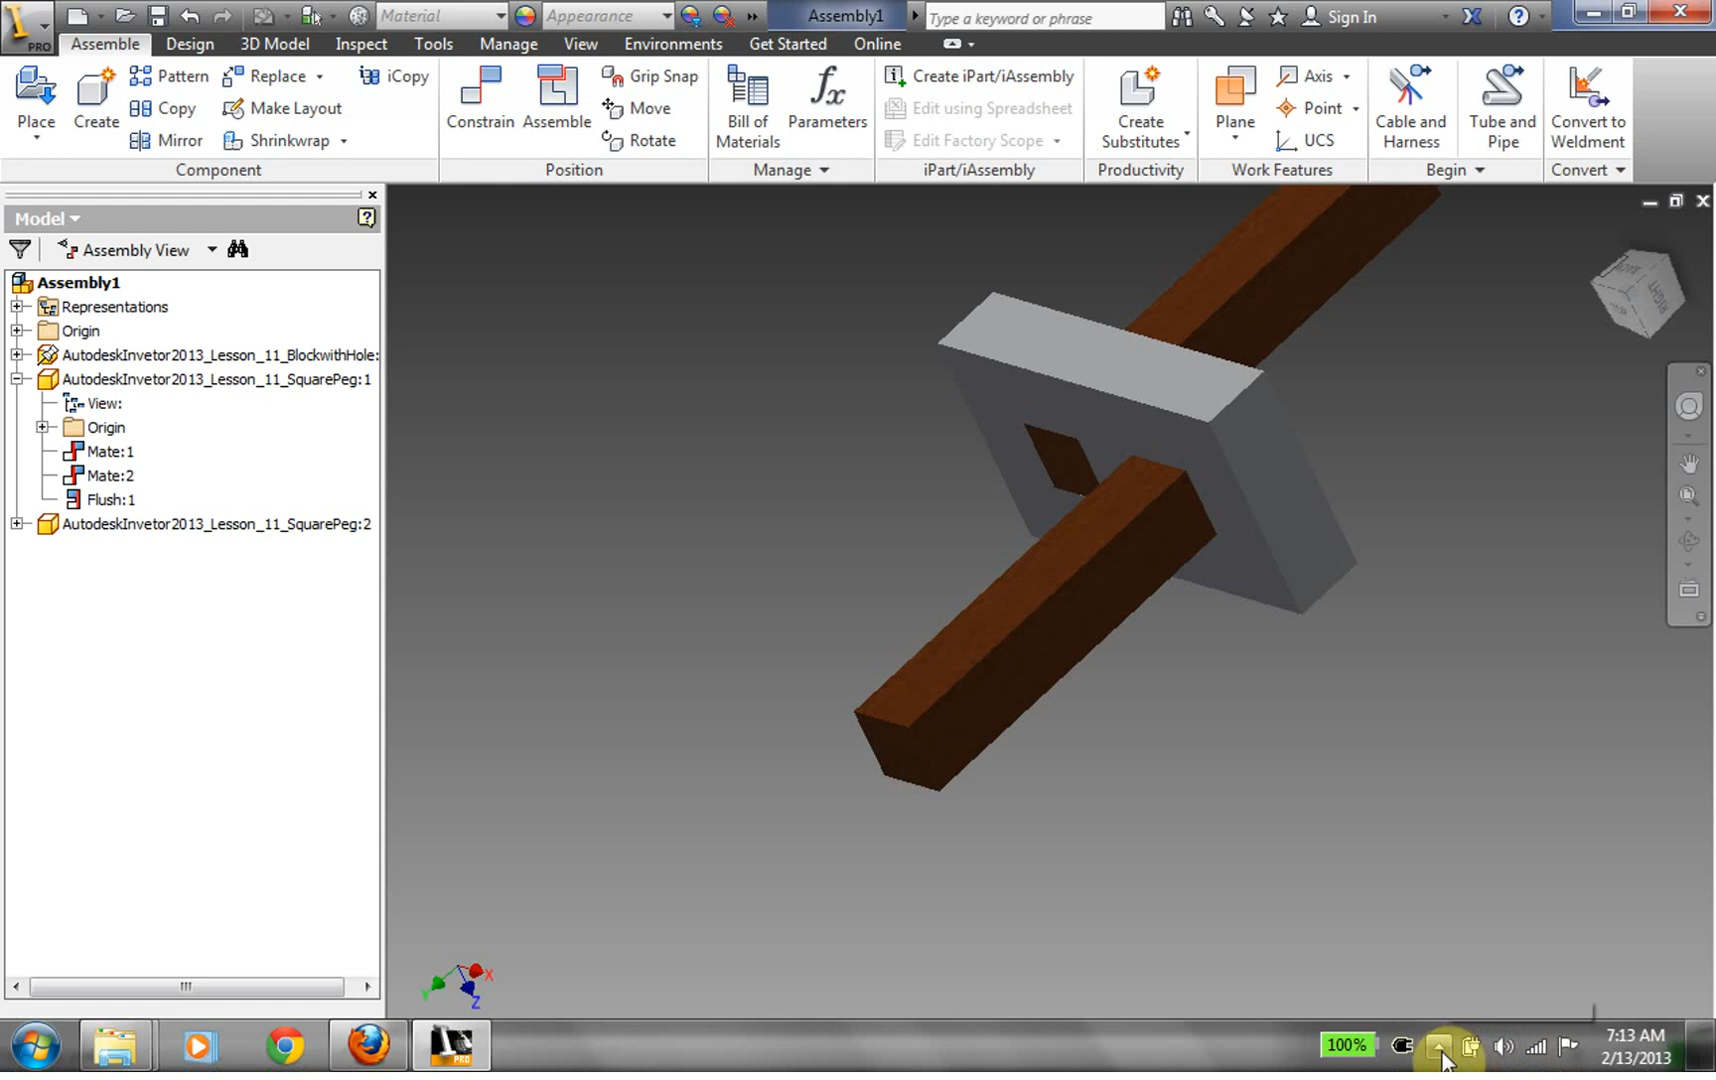 PRO
Material
Appearance
Assembly1
Type a keyword or phrase
Sign In
Assemble
Design
3D Model
Inspect
Tools
Manage
View
Environments
Get Started
Online
Place
Create
Pattern
Copy
Mirror
Replace
Make Layout
Shrinkwrap
iCopy
Component
Constrain
Assemble
Grip Snap
Move
Rotate
Position
Bill of
Materials
fx
Parameters
Manage
Create iPart/iAssembly
Edit using Spreadsheet
Edit Factory Scope
iPart/iAssembly
Create
Substitutes
Productivity
Plane
Axis
Point
UCS
Work Features
Cable and
Harness
Tube and
Pipe
Begin
Convert to
Weldment
Convert
Model
Assembly View
Assembly1
Representations
Origin
AutodeskInvetor2013_Lesson_11_BlockwithHole:
AutodeskInvetor2013_Lesson_11_SquarePeg:1
View:
Origin
Mate:1
Mate:2
Flush:1
AutodeskInvetor2013_Lesson_11_SquarePeg:2
RIGHT
X
Y
Z
PRO
100%
7:13 AM
2/13/2013